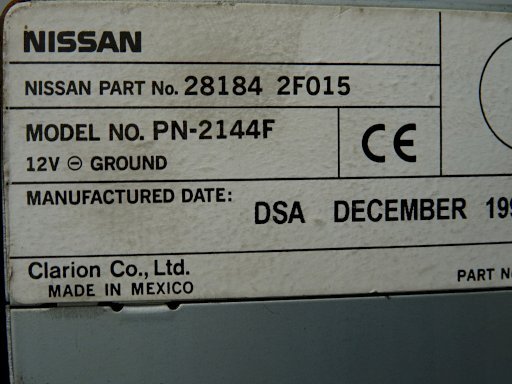 NISSAN
NISSAN PART No. 28184 2F015
MODEL NO. PN-2144F
12V ⊖ GROUND
CE
MANUFACTURED DATE:
DSA DECEMBER 199
Clarion Co., Ltd.
MADE IN MEXICO
PART N